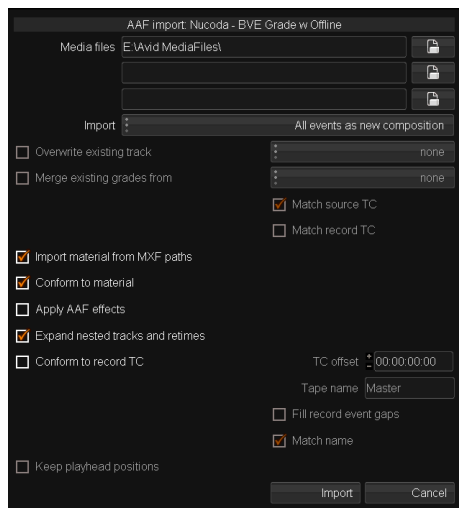 AAF import: Nucoda - BVE Grade w Offline
Media files E:\Avid MediaFiles\
Import All events as new composition
Overwrite existing track none
Merge existing grades from none
Match source TC
Match record TC
Import material from MXF paths
Conform to material
Apply AAF effects
Expand nested tracks and retimes
Conform to record TC TC offset 00:00:00:00
Tape name Master
Fill record event gaps
Match name
Keep playhead positions
Import Cancel